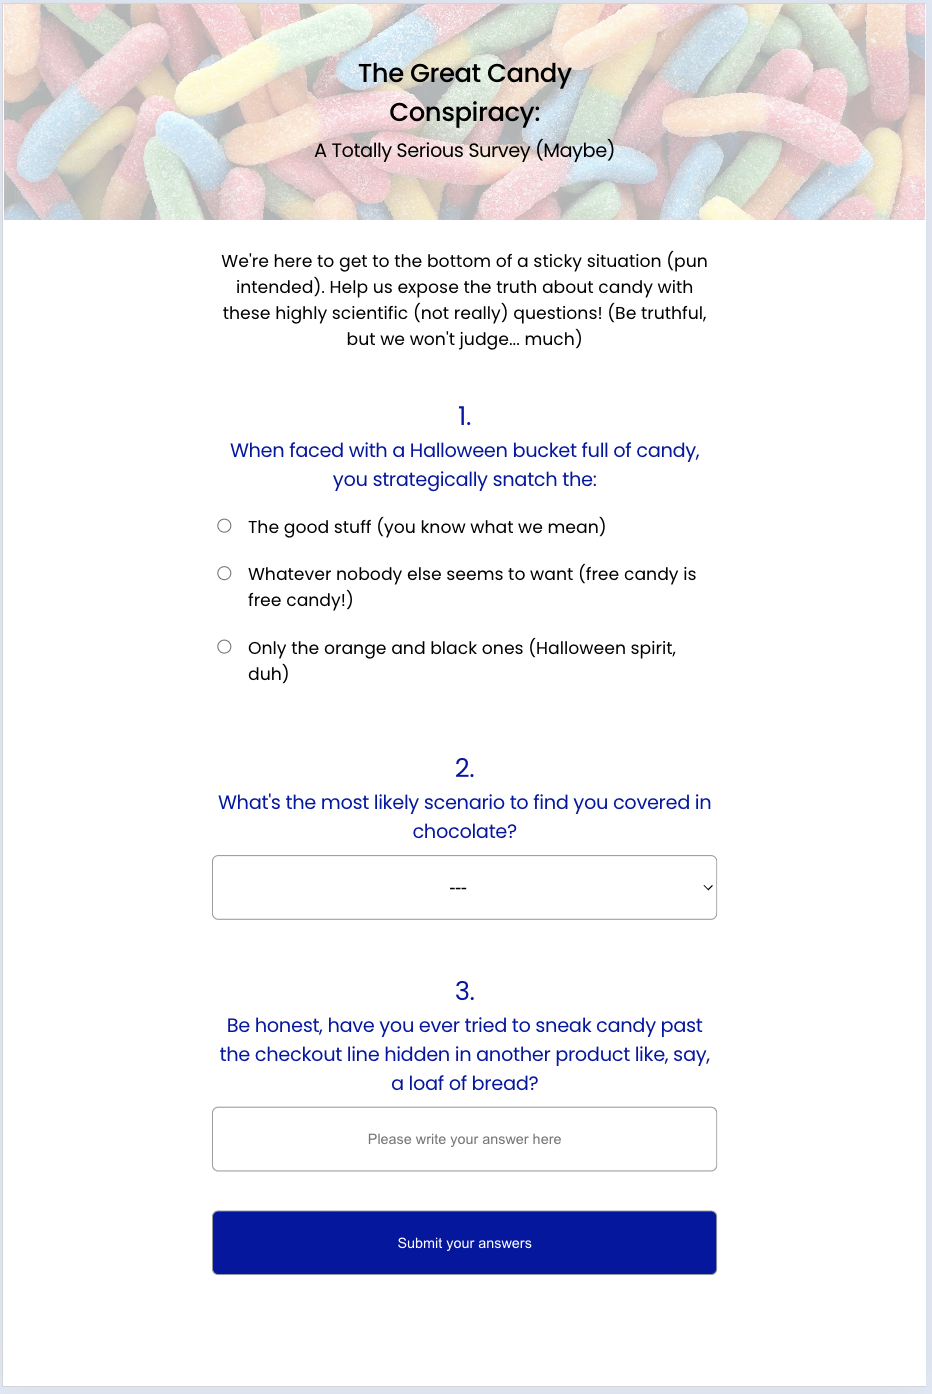 The Great Candy
Conspiracy:
A Totally Serious Survey (Maybe)
We're here to get to the bottom of a sticky situation (pun
intended). Help us expose the truth about candy with
these highly scientific (not really) questions! (Be truthful,
but we won't judge... much)
1.
When faced with a Halloween bucket full of candy,
you strategically snatch the:
The good stuff (you know what we mean)
Whatever nobody else seems to want (free candy is
free candy!)
Only the orange and black ones (Halloween spirit,
duh)
2.
What's the most likely scenario to find you covered in
chocolate?
---
3.
Be honest, have you ever tried to sneak candy past
the checkout line hidden in another product like, say,
a loaf of bread?
Please write your answer here
Submit your answers